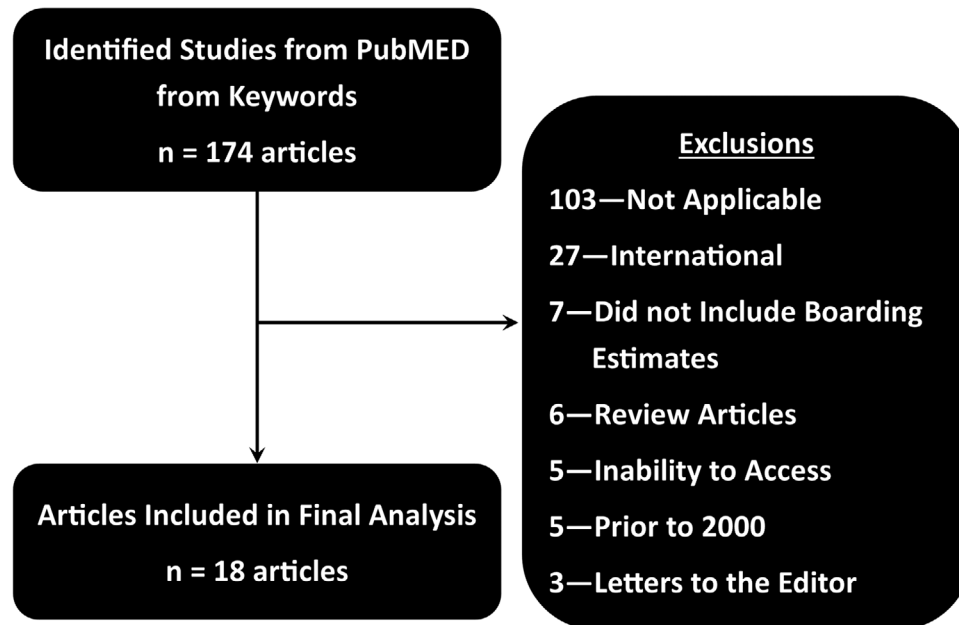 Identified Studies from PubMED
from Keywords
n = 174 articles
Exclusions
103—Not Applicable
27—International
7—Did not Include Boarding
Estimates
6—Review Articles
5—Inability to Access
5—Prior to 2000
3—Letters to the Editor
Articles Included in Final Analysis
n = 18 articles